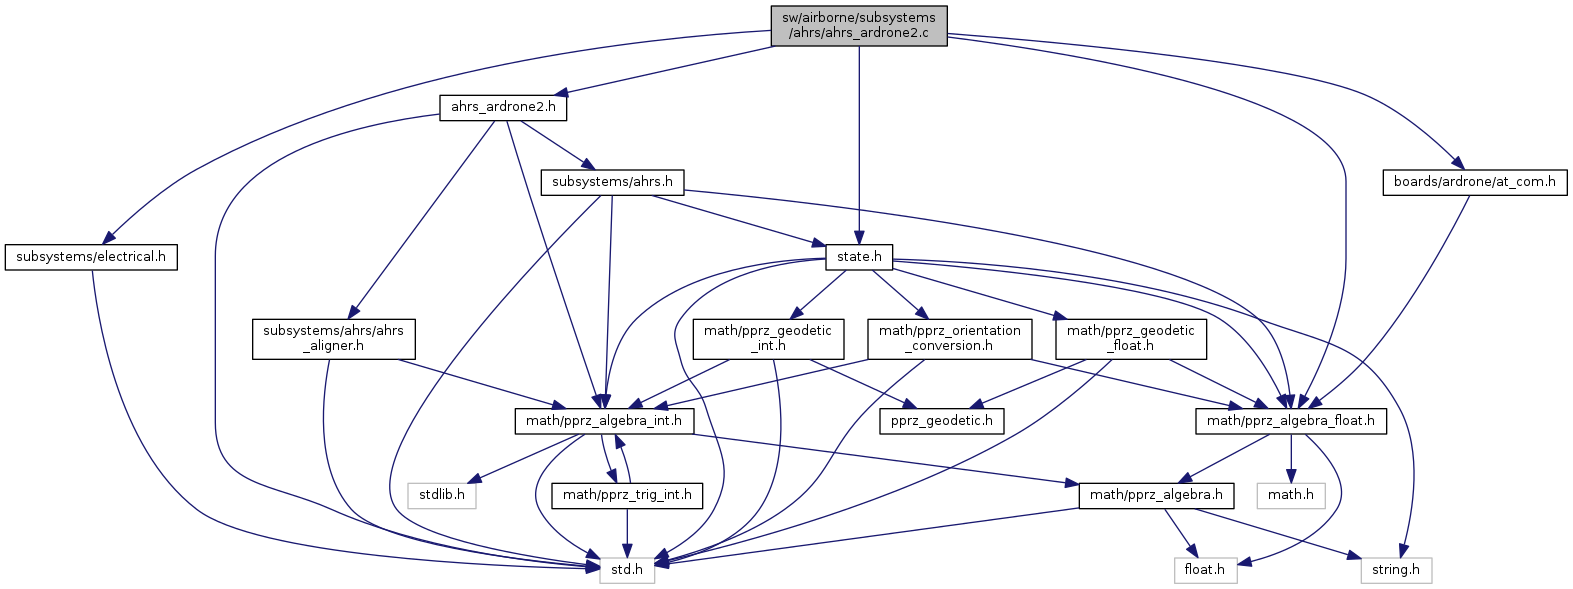 sw/airborne/subsystems
/ahrs/ahrs_ardrone2.c
ahrs_ardrone2.h
subsystems/ahrs.h
boards/ardrone/at_com.h
subsystems/electrical.h
state.h
subsystems/ahrs/ahrs
_aligner.h
math/pprz_geodetic
_int.h
math/pprz_orientation
_conversion.h
math/pprz_geodetic
_float.h
math/pprz_algebra_int.h
pprz_geodetic.h
math/pprz_algebra_float.h
stdlib.h
math/pprz_trig_int.h
math/pprz_algebra.h
math.h
std.h
float.h
string.h